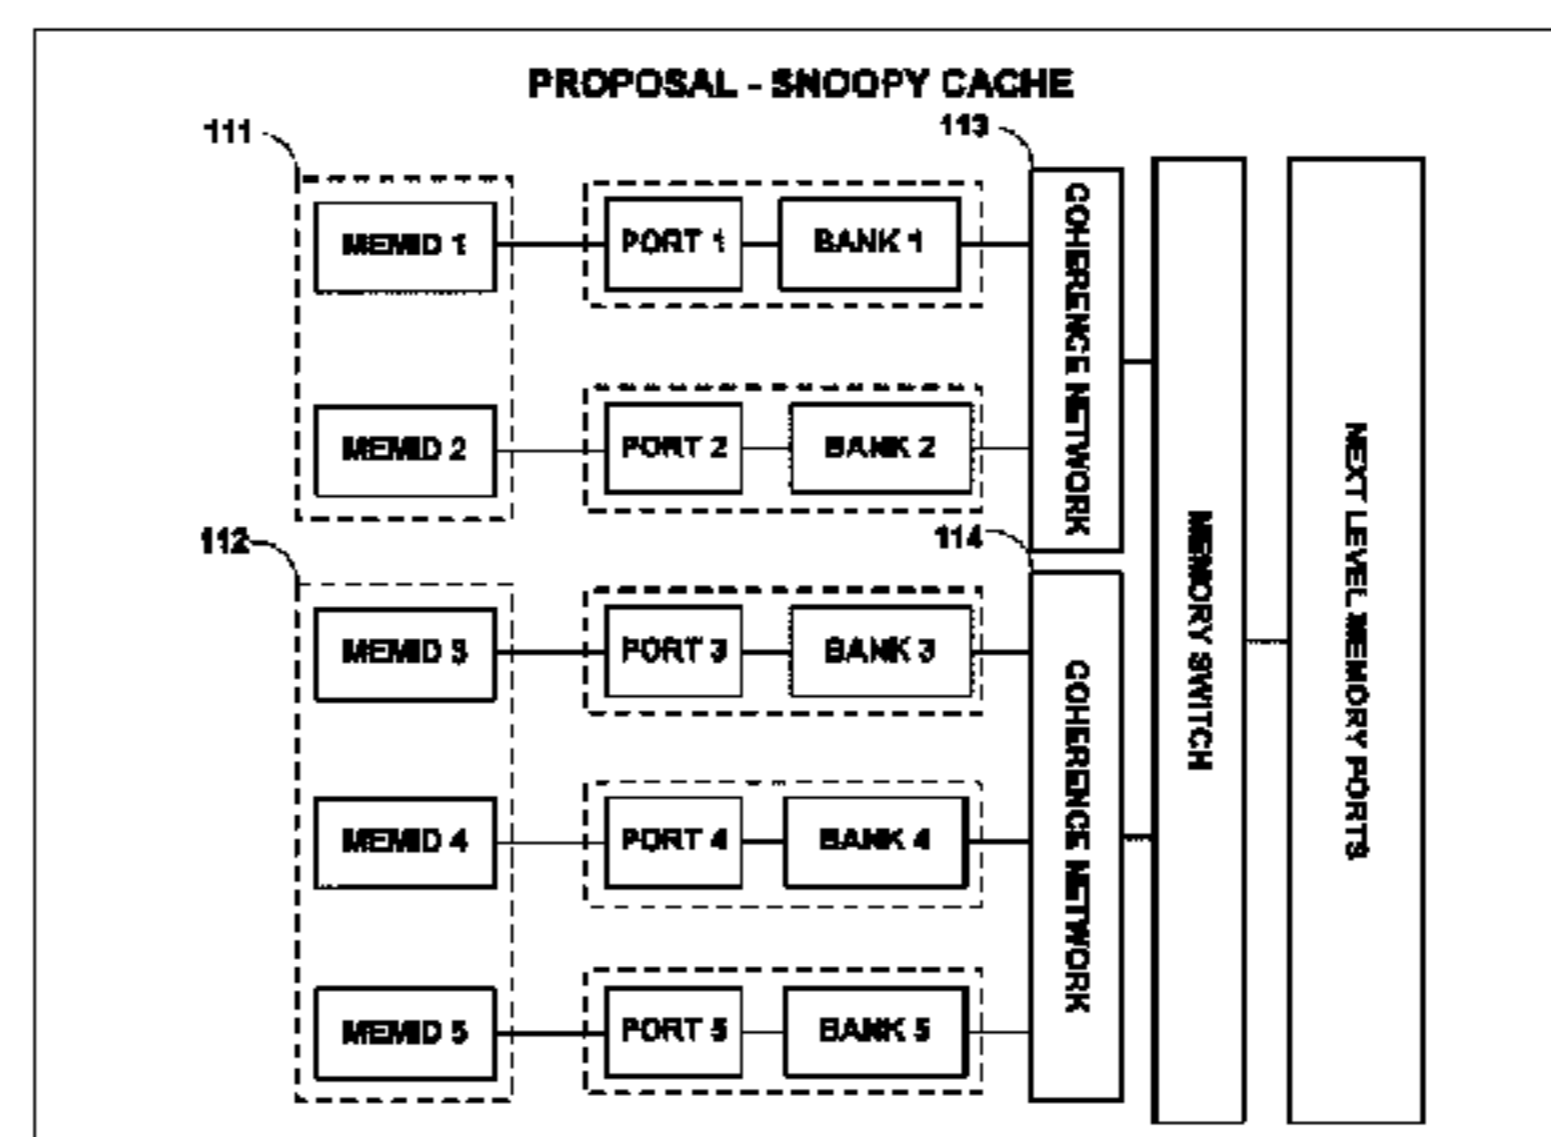 PROPOSAL - SNOOPY CACHE
111
113
MEMID 1
PORT 1
BANK 1
COHERENCE NETWORK
MEMID 2
PORT 2
BANK 2
112
114
MEMID 3
PORT 3
BANK 3
COHERENCE NETWORK
MEMORY SWITCH
NEXT LEVEL MEMORY PORTS
MEMID 4
PORT 4
BANK 4
MEMID 5
PORT 5
BANK 5